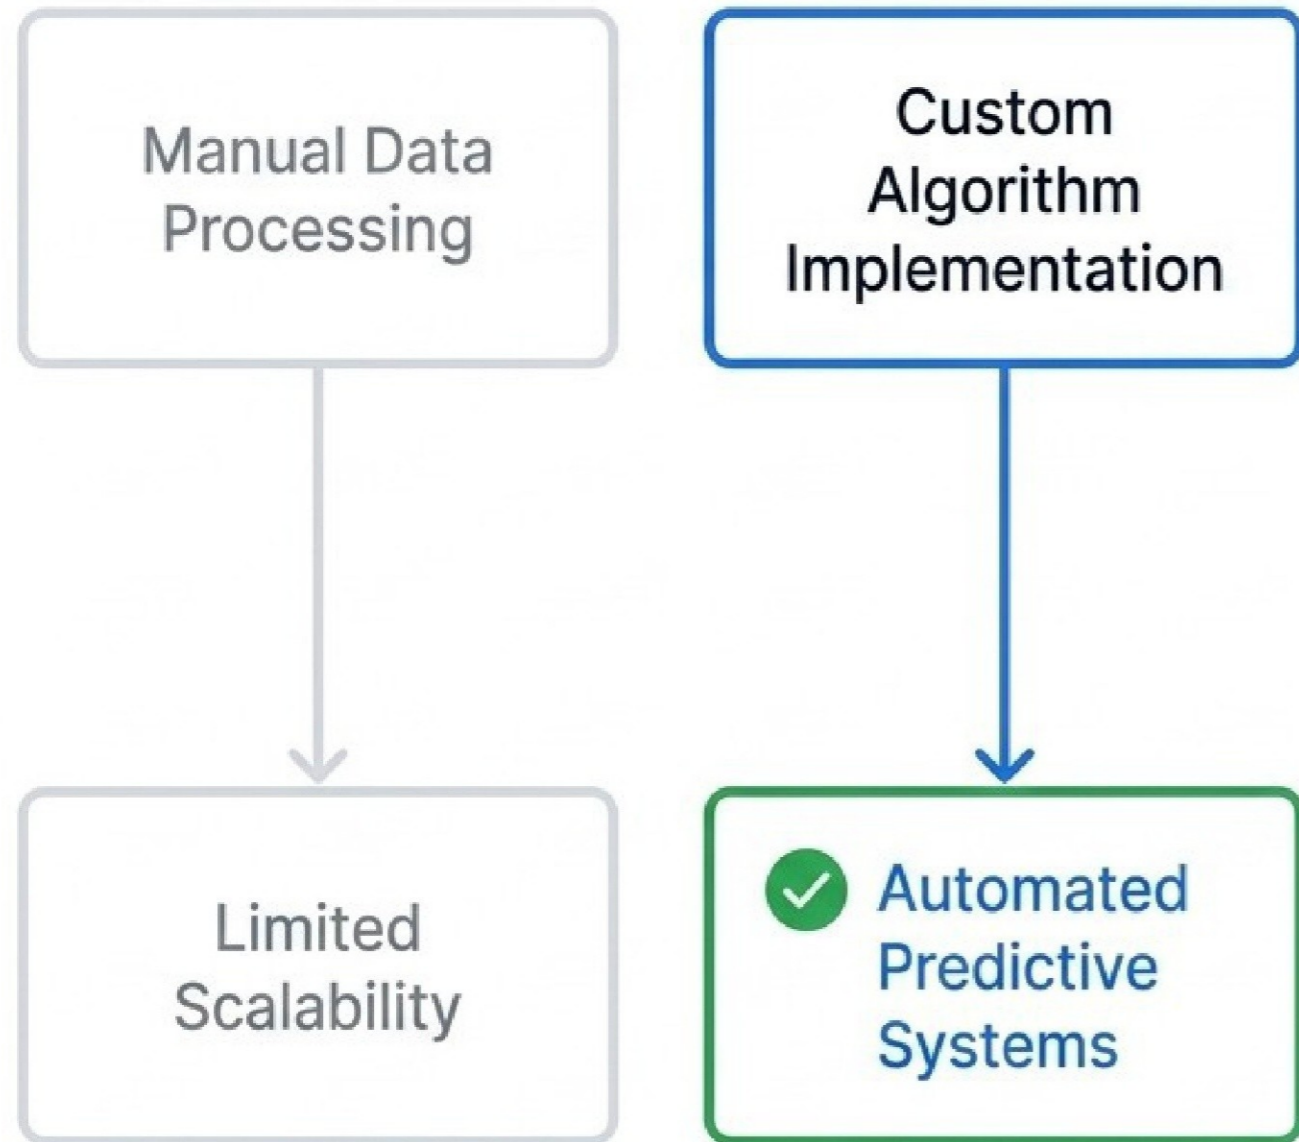 Manual Data
Processing
Custom
Algorithm
Implementation
Limited
Scalability
Automated
Predictive
Systems